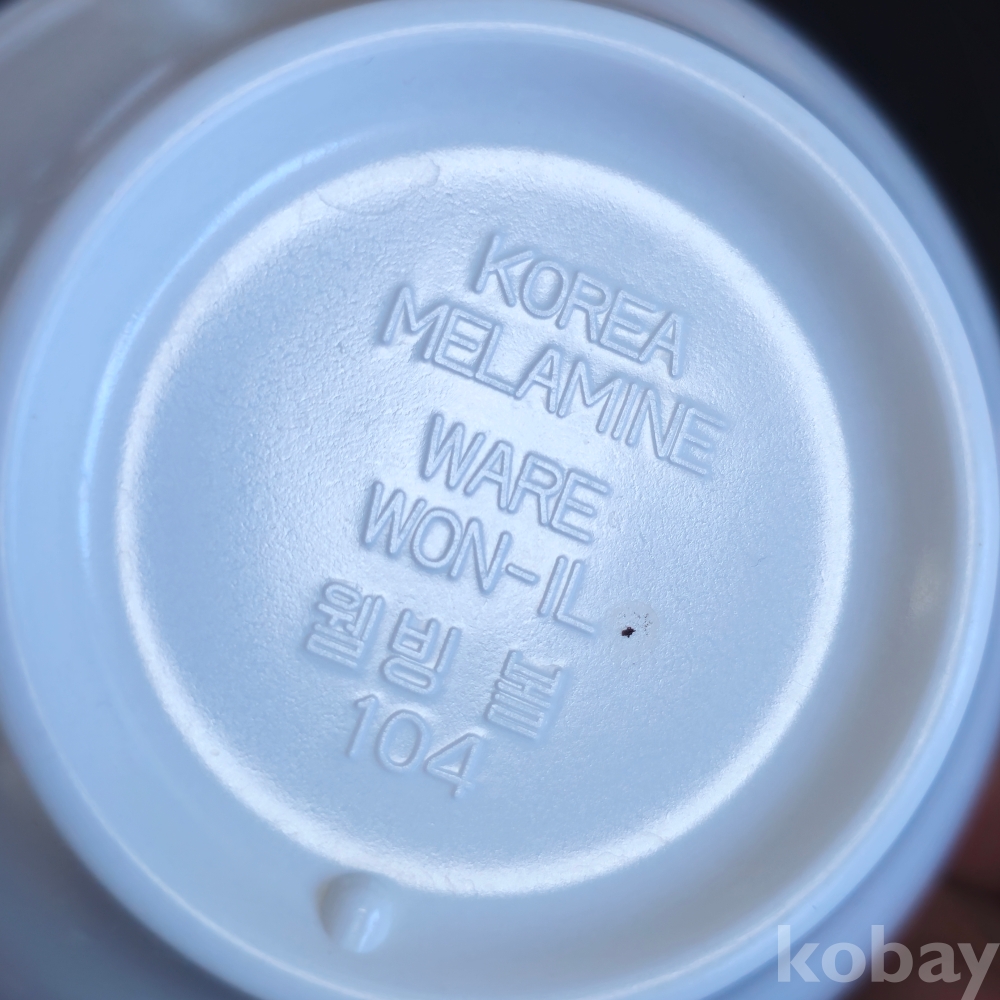 KOREA
MELAMINE
WARE
WON-IL
웰빙 볼
104
kobay